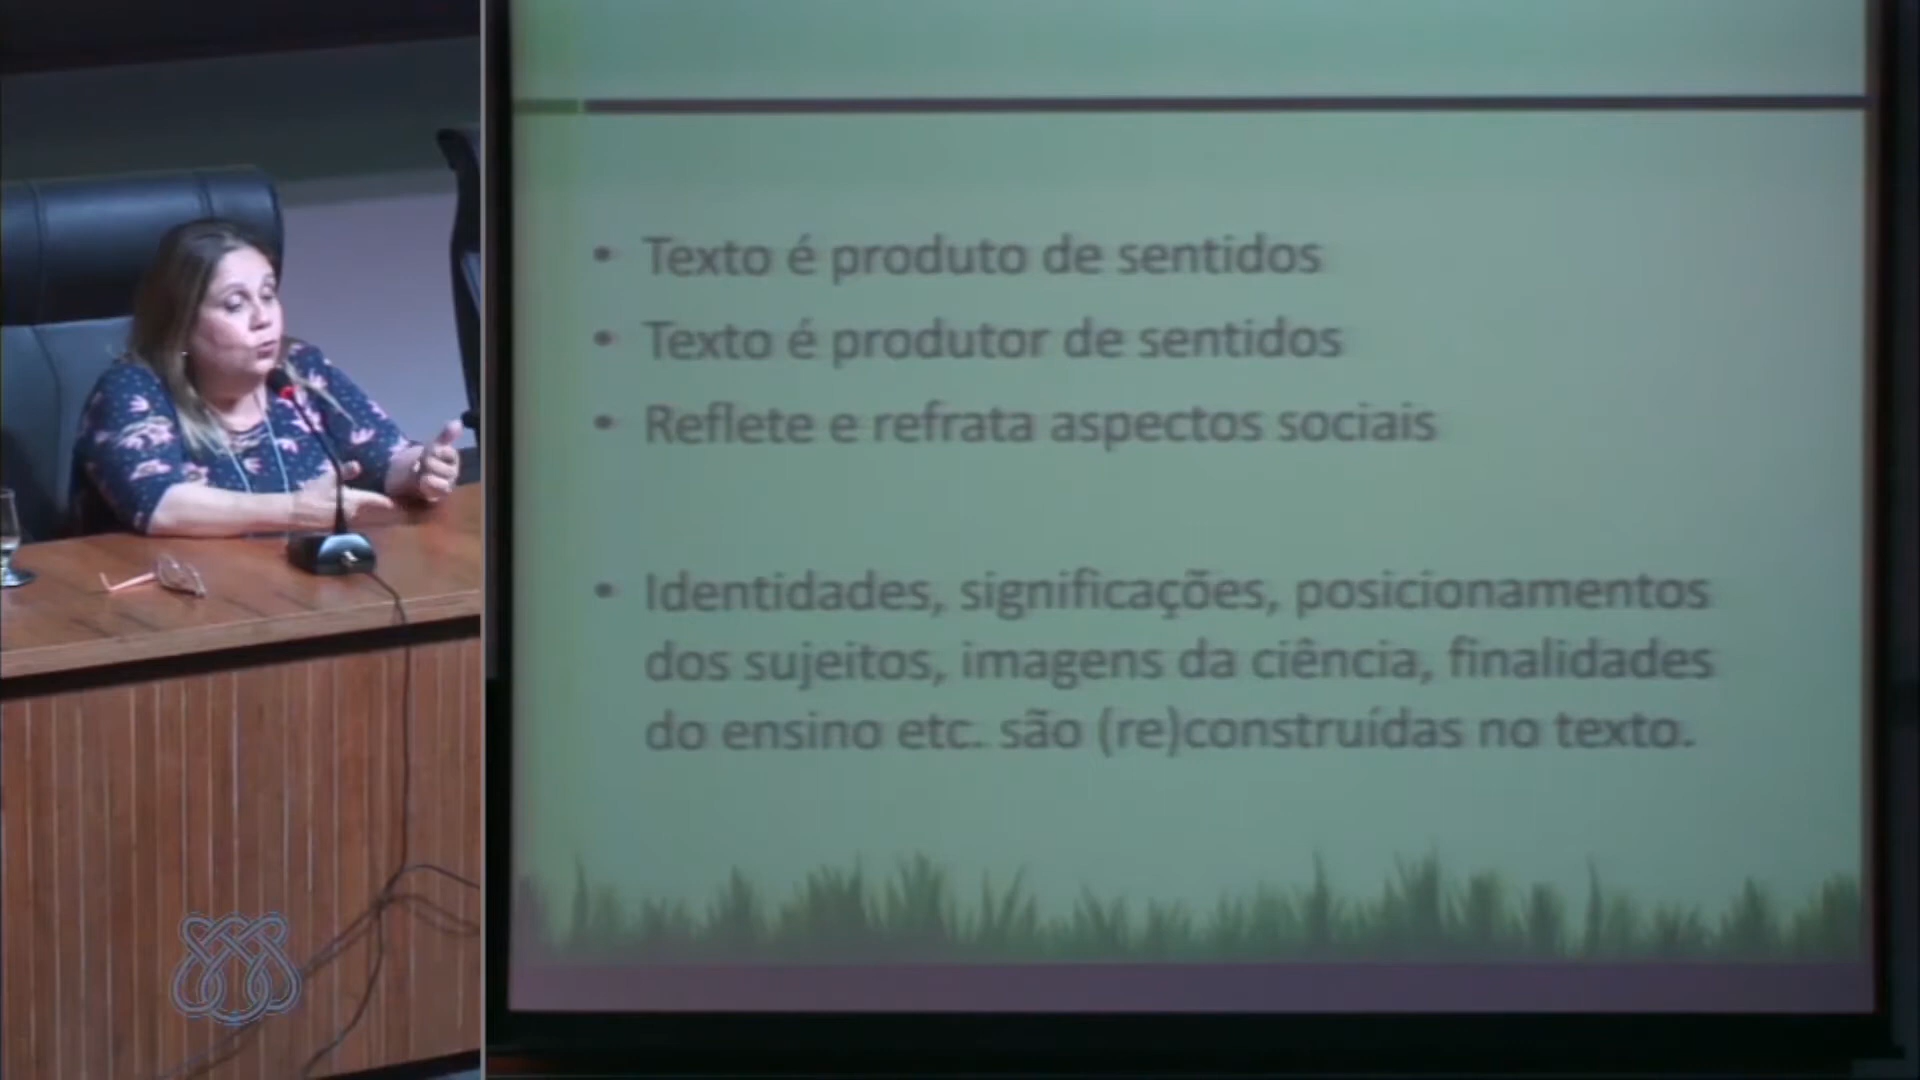 • Texto é produto de sentidos
• Texto é produtor de sentidos
• Reflete e refrata aspectos sociais
• Identidades, significações, posicionamentos
dos sujeitos, imagens da ciência, finalidades
do ensino etc. são (re)construídas no texto.